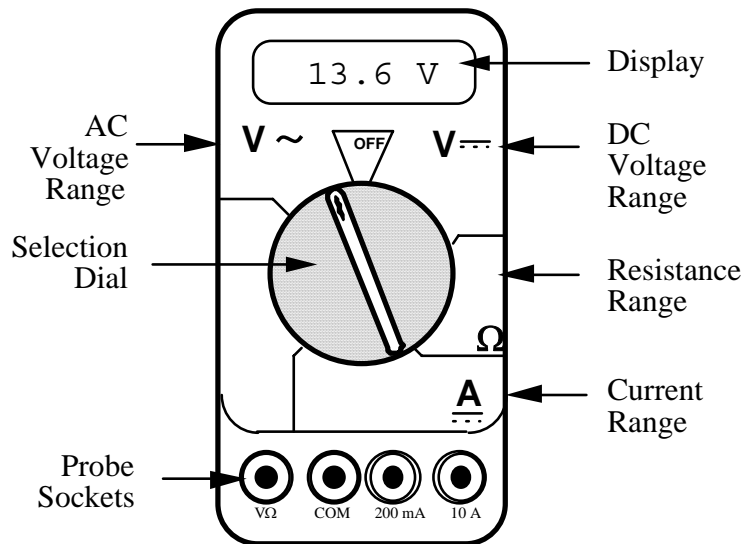 13.6 V
Display
AC
Voltage
Range
V ~
OFF
V
DC
Voltage
Range
Selection
Dial
Resistance
Range
Ω
A
Current
Range
Probe
Sockets
VΩ
COM
200 mA
10 A